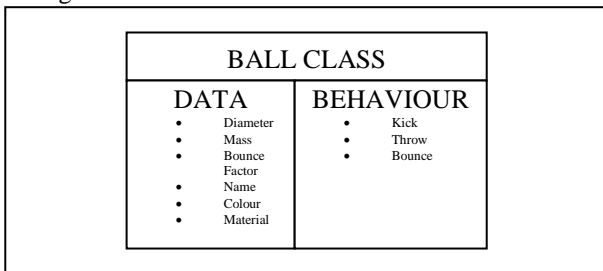 BALL CLASS
DATA
• Diameter
• Mass
• Bounce
Factor
• Name
• Colour
• Material
BEHAVIOUR
• Kick
• Throw
• Bounce